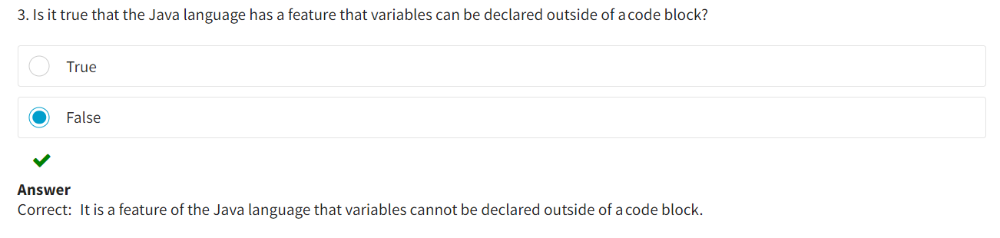 3. Is it true that the Java language has a feature that variables can be declared outside of a code block?
True
False
Answer
Correct: It is a feature of the Java language that variables cannot be declared outside of a code block.